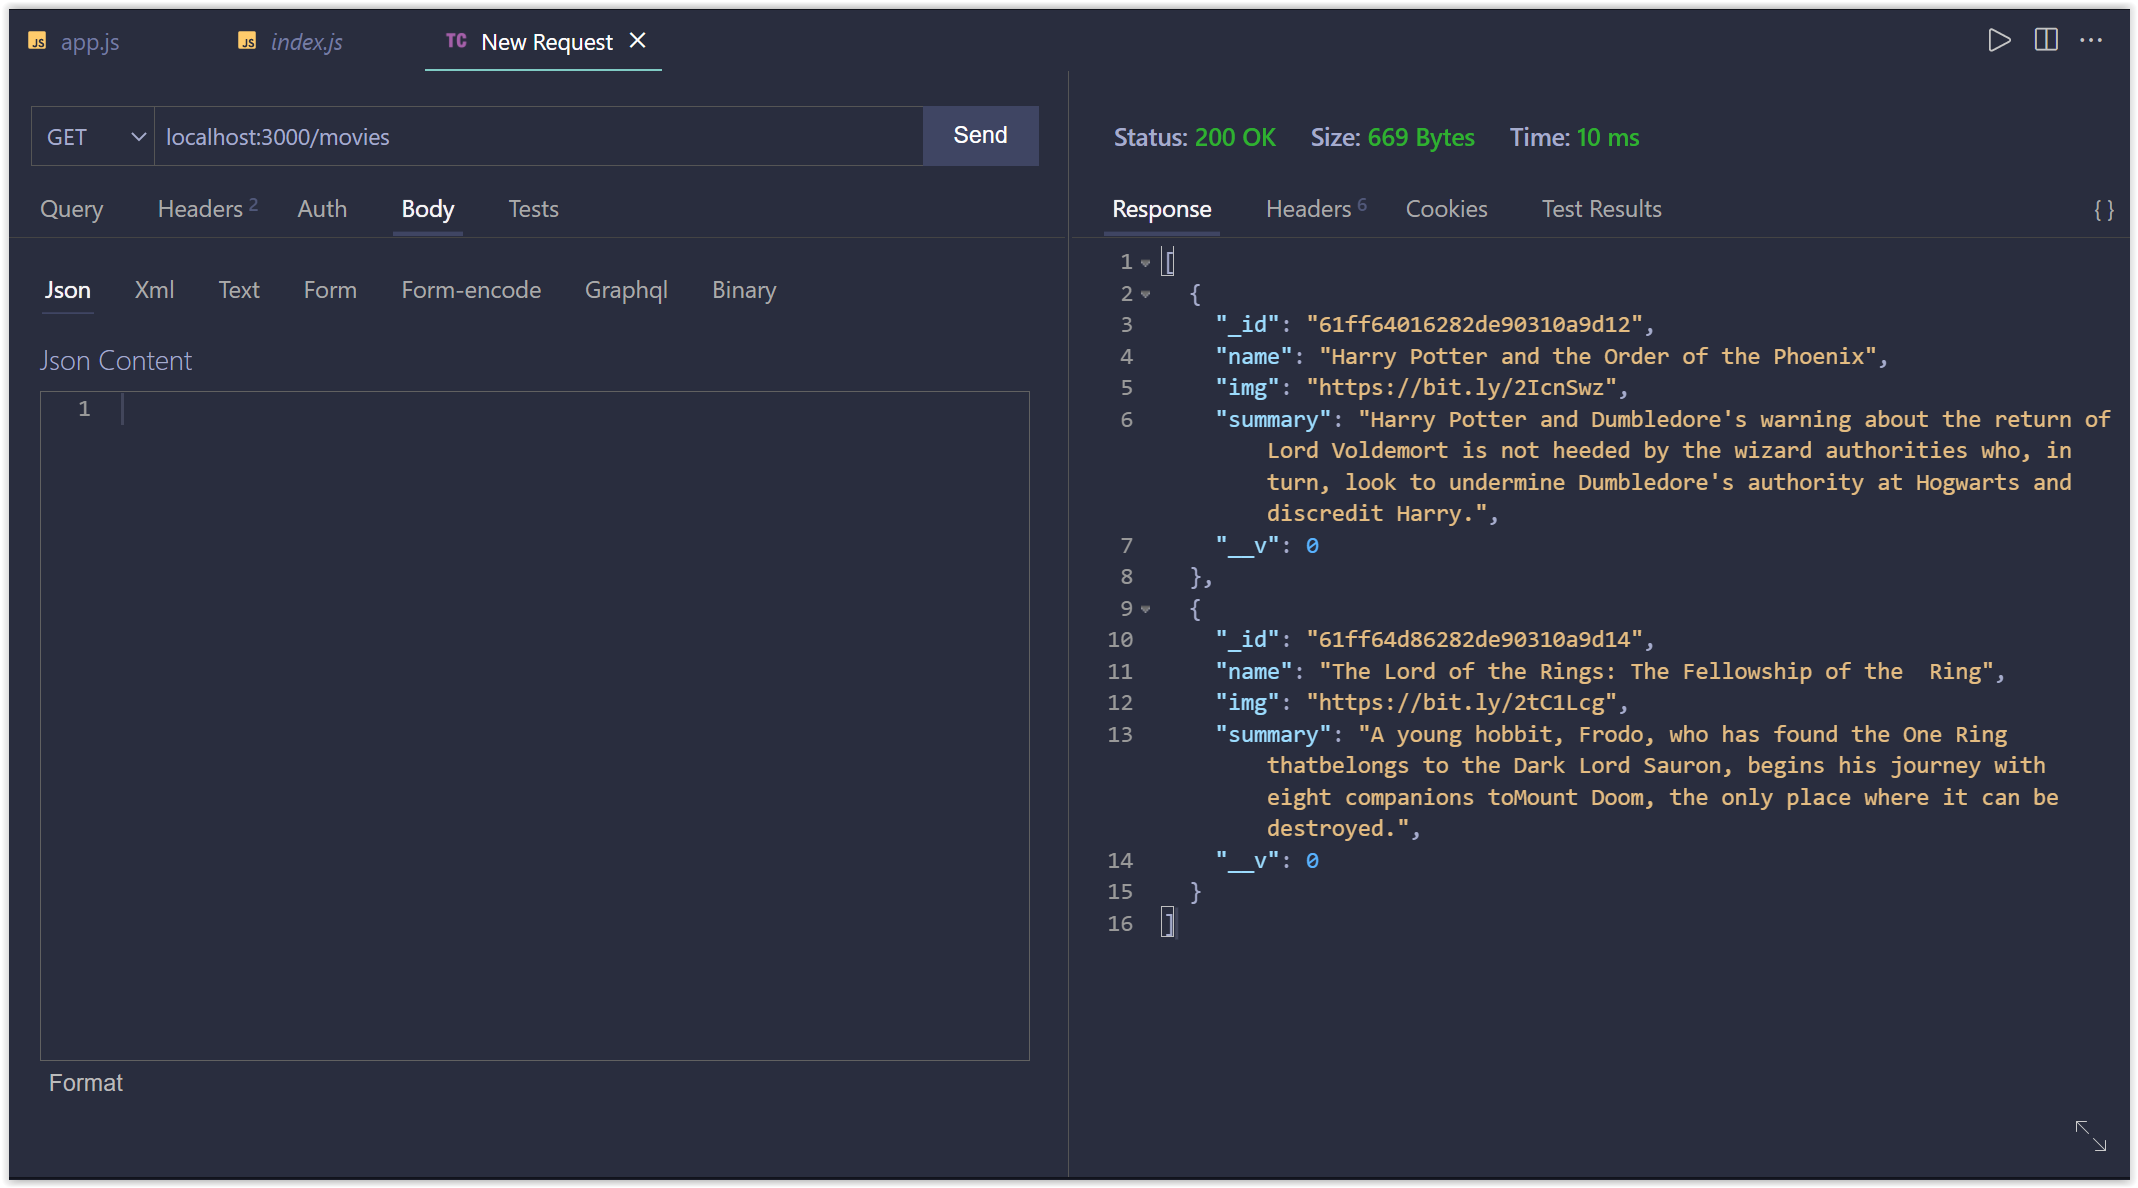 JS app.js JS index.js TC New Request ×
GET localhost:3000/movies Send
Query Headers 2 Auth Body Tests
Json Xml Text Form Form-encode Graphql Binary
Json Content
1
Format
Status: 200 OK Size: 669 Bytes Time: 10 ms
Response Headers 6 Cookies Test Results { }
1 [
2 {
3 "_id": "61ff64016282de90310a9d12",
4 "name": "Harry Potter and the Order of the Phoenix",
5 "img": "https://bit.ly/2IcnSwz",
6 "summary": "Harry Potter and Dumbledore's warning about the return of
Lord Voldemort is not heeded by the wizard authorities who, in
turn, look to undermine Dumbledore's authority at Hogwarts and
discredit Harry.",
7 "__v": 0
8 },
9 {
10 "_id": "61ff64d86282de90310a9d14",
11 "name": "The Lord of the Rings: The Fellowship of the  Ring",
12 "img": "https://bit.ly/2tC1Lcg",
13 "summary": "A young hobbit, Frodo, who has found the One Ring
thatbelongs to the Dark Lord Sauron, begins his journey with
eight companions toMount Doom, the only place where it can be
destroyed.",
14 "__v": 0
15 }
16 ]